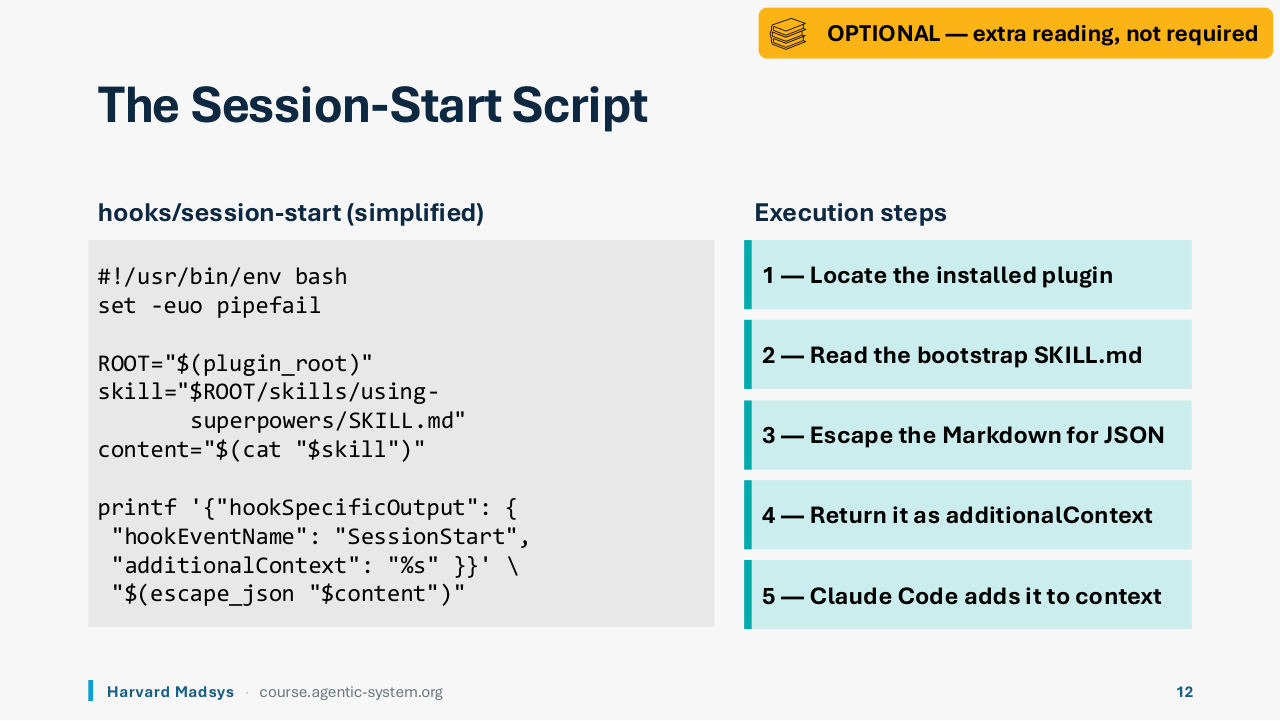 OPTIONAL — extra reading, not required
The Session-Start Script
hooks/session-start (simplified)
#!/usr/bin/env bash
set -euo pipefail
ROOT="$(plugin_root)"
skill="$ROOT/skills/using-
superpowers/SKILL.md"
content="$(cat "$skill")"
printf '{"hookSpecificOutput": {
"hookEventName": "SessionStart",
"additionalContext": "%s" }}' \
"$(escape_json "$content")"
Execution steps
1 — Locate the installed plugin
2 — Read the bootstrap SKILL.md
3 — Escape the Markdown for JSON
4 — Return it as additionalContext
5 — Claude Code adds it to context
Harvard Madsys · course.agentic-system.org
12